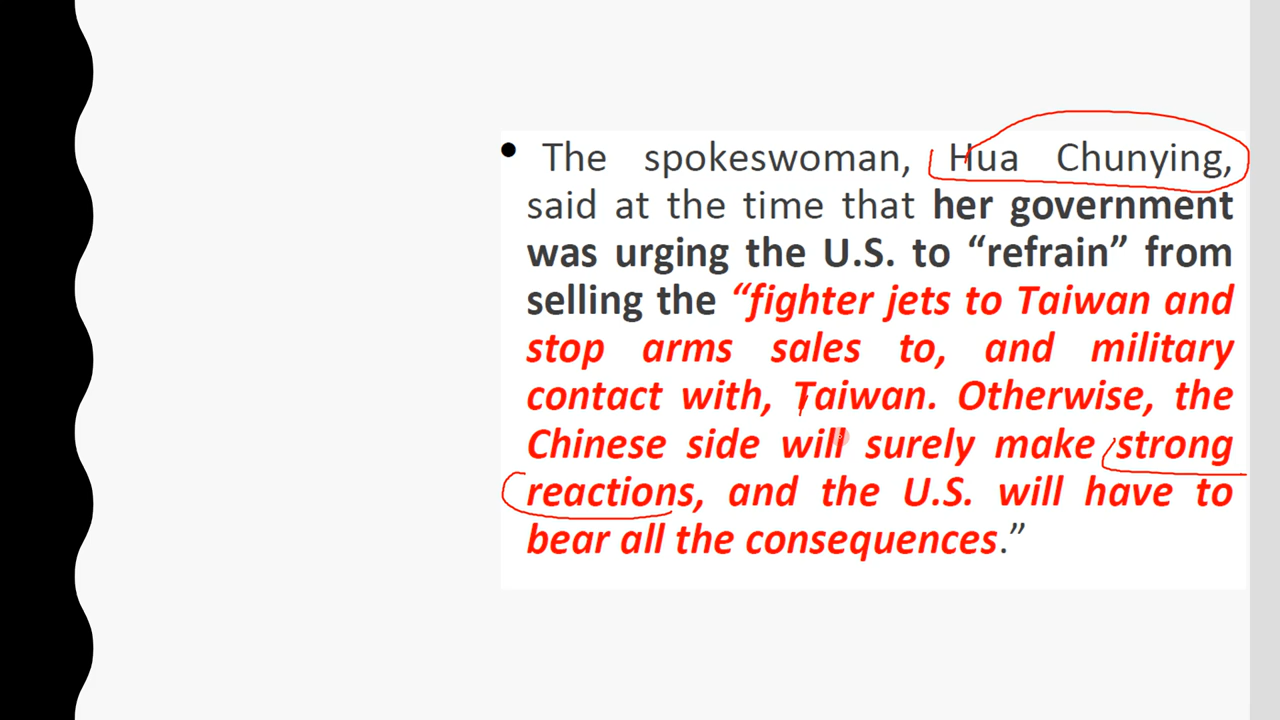 • The spokeswoman, Hua Chunying,
said at the time that her government
was urging the U.S. to “refrain” from
selling the “fighter jets to Taiwan and
stop arms sales to, and military
contact with, Taiwan. Otherwise, the
Chinese side will surely make strong
reactions, and the U.S. will have to
bear all the consequences.”